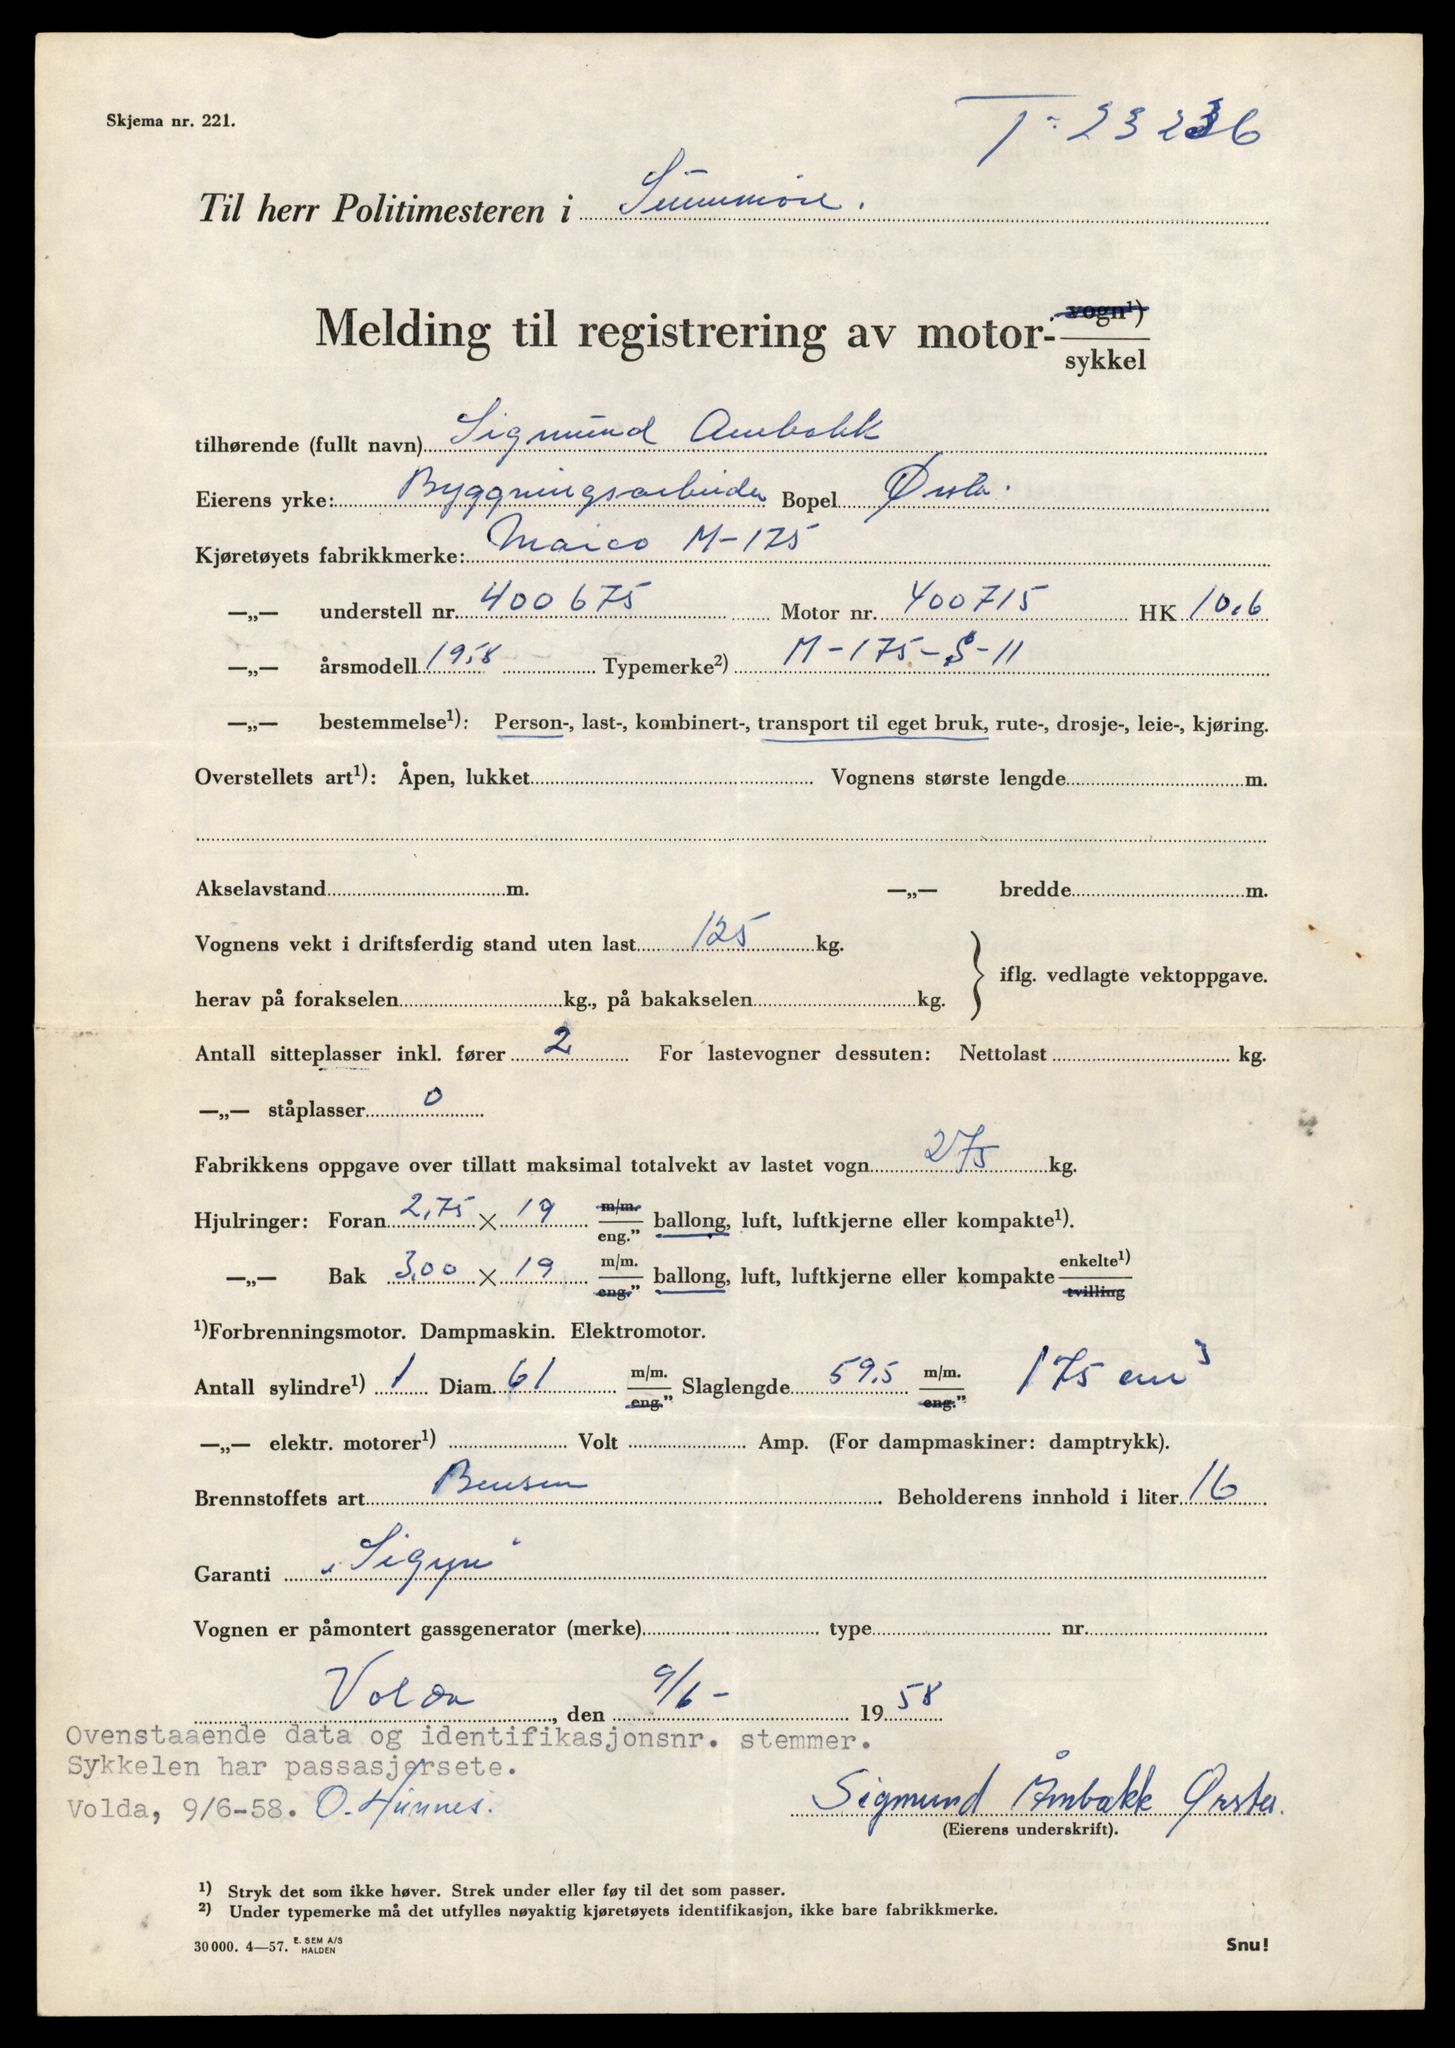 Skjema nr. 221.
T- 23236
Til herr Politimesteren i Sunnmöre.
Melding til registrering av motor- vogn¹) sykkel
tilhørende (fullt navn) Sigmund Aambakk
Eierens yrke: Byggningsarbeider Bopel Ørsta.
Kjøretøyets fabrikkmerke: Maico M-175
—„— understell nr. 400675 Motor nr. 400715 HK 10.6
—„— årsmodell 1958 Typemerke²) M-175-S-11
—„— bestemmelse¹): Person-, last-, kombinert-, transport til eget bruk, rute-, drosje-, leie-, kjøring.
Overstellets art¹): Åpen, lukket Vognens største lengde m.
Akselavstand m. —„— bredde m.
Vognens vekt i driftsferdig stand uten last 125 kg.
iflg. vedlagte vektoppgave.
herav på forakselen kg., på bakakselen kg.
Antall sitteplasser inkl. fører 2 For lastevogner dessuten: Nettolast kg.
—„— ståplasser 0
Fabrikkens oppgave over tillatt maksimal totalvekt av lastet vogn 275 kg.
Hjulringer: Foran 2,75 × 19 m/m. eng.” ballong, luft, luftkjerne eller kompakte¹).
—„— Bak 3.00 × 19 m/m. eng.” ballong, luft, luftkjerne eller kompakte enkelte¹) tvilling
¹)Forbrenningsmotor. Dampmaskin. Elektromotor.
Antall sylindre¹) 1 Diam. 61 m/m. eng.” Slaglengde 59,5 m/m. eng.” 175 cm³
—„— elektr. motorer¹) Volt Amp. (For dampmaskiner: damptrykk).
Brennstoffets art Bensin Beholderens innhold i liter 16
Garanti „Sigyn“
Vognen er påmontert gassgenerator (merke) type nr.
Volda, den 9/6- 1958
Ovenstaaende data og identifikasjonsnr. stemmer.
Sykkelen har passasjersete.
Volda, 9/6-58. O. Hunnes.
Sigmund Åmbakk Ørsta.
(Eierens underskrift).
¹) Stryk det som ikke høver. Strek under eller føy til det som passer.
²) Under typemerke må det utfylles nøyaktig kjøretøyets identifikasjon, ikke bare fabrikkmerke.
30 000. 4—57. E. SEM A/S HALDEN
Snu!